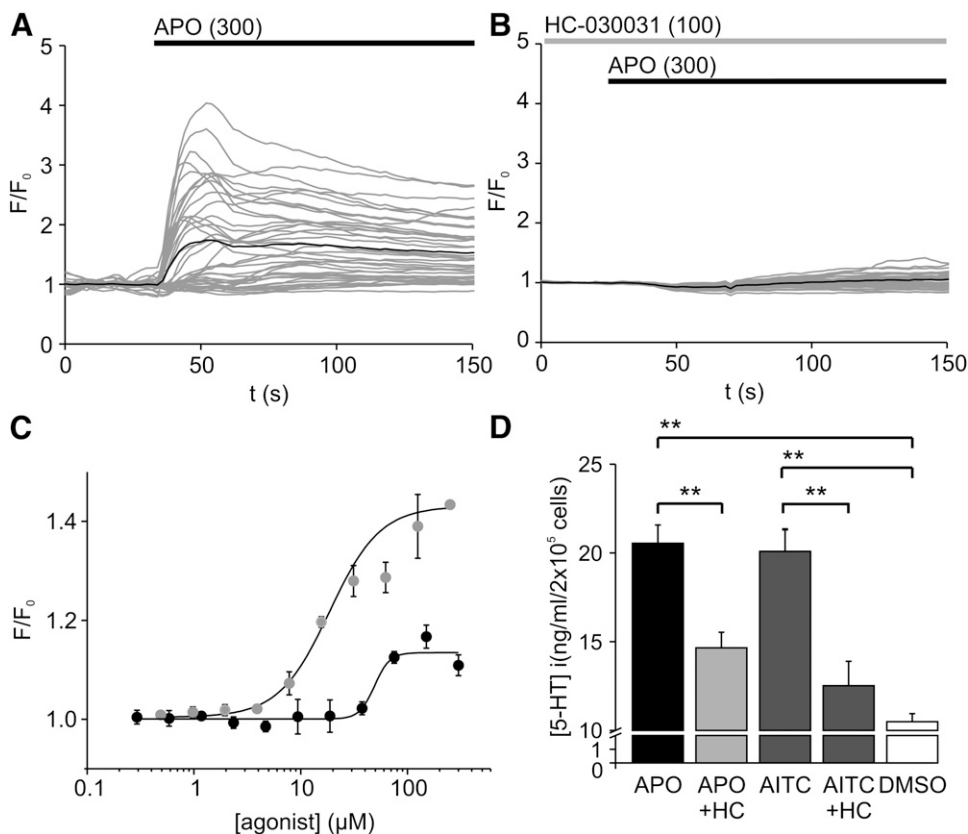 A
APO (300)
5
4
3
2
1
0
F/F₀
0 50 100 150
t (s)
B
HC-030031 (100)
APO (300)
5
4
3
2
1
0
F/F₀
0 50 100 150
t (s)
C
1.4
1.2
1.0
F/F₀
0.1 1 10 100
[agonist] (µM)
D
**
**
** **
25
20
15
10
1
0
[5-HT] i(ng/ml/2x10⁵ cells)
APO APO AITC AITC DMSO
+HC +HC